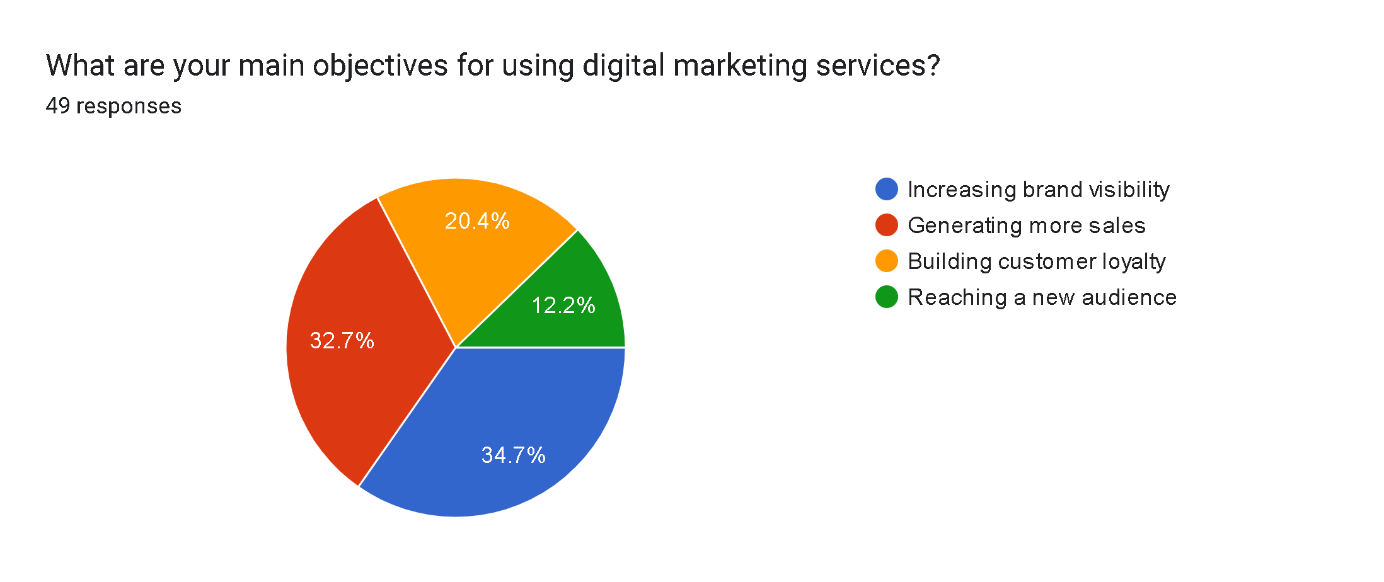 What are your main objectives for using digital marketing services?
49 responses
20.4%
12.2%
32.7%
34.7%
Increasing brand visibility
Generating more sales
Building customer loyalty
Reaching a new audience